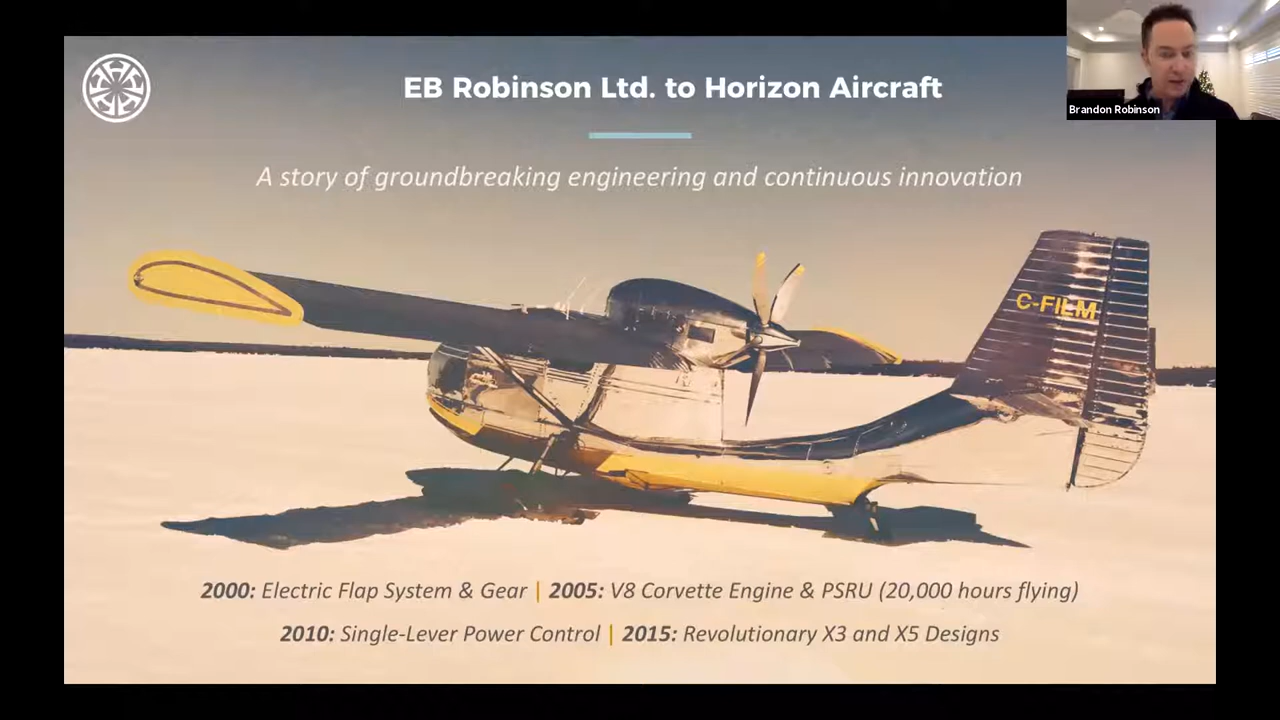 EB Robinson Ltd. to Horizon Aircraft
Brandon Robinson
A story of groundbreaking engineering and continuous innovation
C-FILM
2000: Electric Flap System & Gear | 2005: V8 Corvette Engine & PSRU (20,000 hours flying)
2010: Single-Lever Power Control | 2015: Revolutionary X3 and X5 Designs